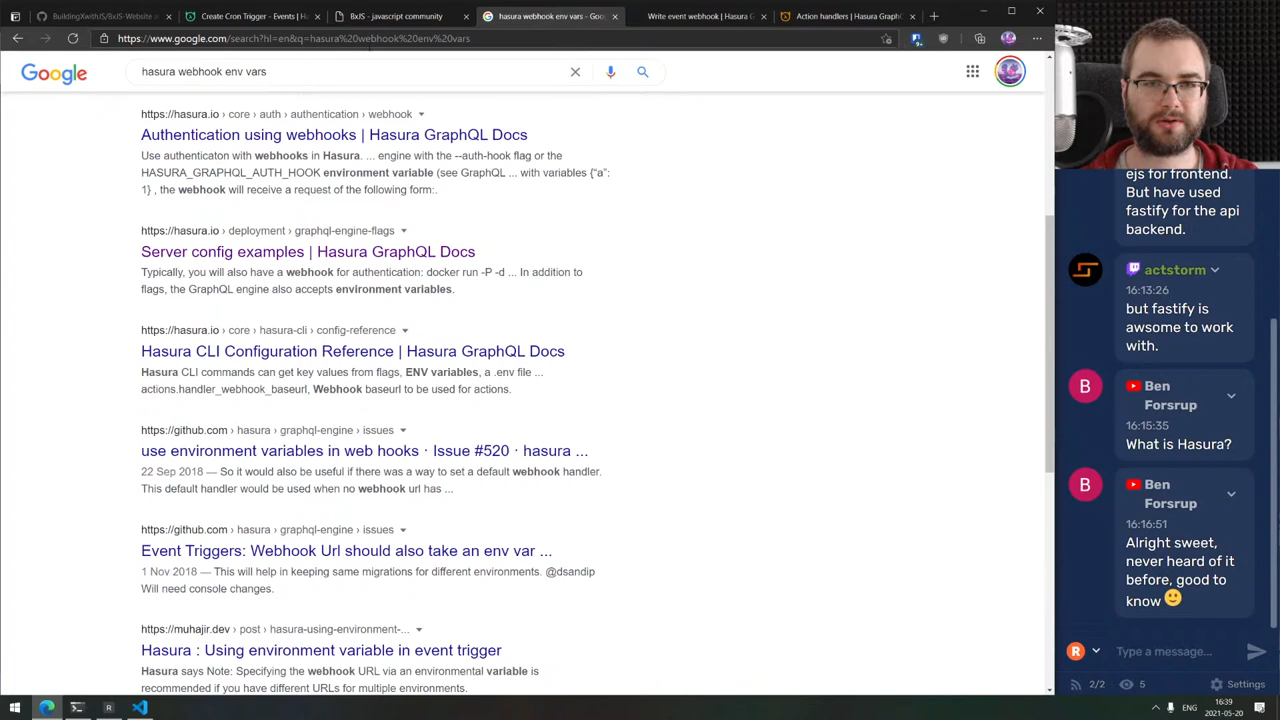 BuildingXwithJS/BxJS-Website
Create Cron Trigger - Events | H
BxJS - javascript community
hasura webhook env vars - Goo
Write event webhook | Hasura G
Action handlers | Hasura GraphQ
https://www.google.com/search?hl=en&q=hasura%20webhook%20env%20vars
Google
hasura webhook env vars
https://hasura.io › core › auth › authentication › webhook
Authentication using webhooks | Hasura GraphQL Docs
Use authenticaton with webhooks in Hasura. ... engine with the --auth-hook flag or the
HASURA_GRAPHQL_AUTH_HOOK environment variable (see GraphQL ... with variables {“a”:
1} , the webhook will receive a request of the following form:.
https://hasura.io › deployment › graphql-engine-flags
Server config examples | Hasura GraphQL Docs
Typically, you will also have a webhook for authentication: docker run -P -d ... In addition to
flags, the GraphQL engine also accepts environment variables.
https://hasura.io › core › hasura-cli › config-reference
Hasura CLI Configuration Reference | Hasura GraphQL Docs
Hasura CLI commands can get key values from flags, ENV variables, a .env file ...
actions.handler_webhook_baseurl, Webhook baseurl to be used for actions.
https://github.com › hasura › graphql-engine › issues
use environment variables in web hooks · Issue #520 · hasura ...
22 Sep 2018 — So it would also be useful if there was a way to set a default webhook handler.
This default handler would be used when no webhook url has ...
https://github.com › hasura › graphql-engine › issues
Event Triggers: Webhook Url should also take an env var ...
1 Nov 2018 — This will help in keeping same migrations for different environments. @dsandip
Will need console changes.
https://muhajir.dev › post › hasura-using-environment-...
Hasura : Using environment variable in event trigger
Hasura says Note: Specifying the webhook URL via an environmental variable is
recommended if you have different URLs for multiple environments.
ejs for frontend.
But have used
fastify for the api
backend.
actstorm
16:13:26
but fastify is
awsome to work
with.
B
Ben
Forsrup
16:15:35
What is Hasura?
B
Ben
Forsrup
16:16:51
Alright sweet,
never heard of it
before, good to
know 🙂
R
Type a message...
2/2
5
Settings
ENG
16:39
2021-05-20